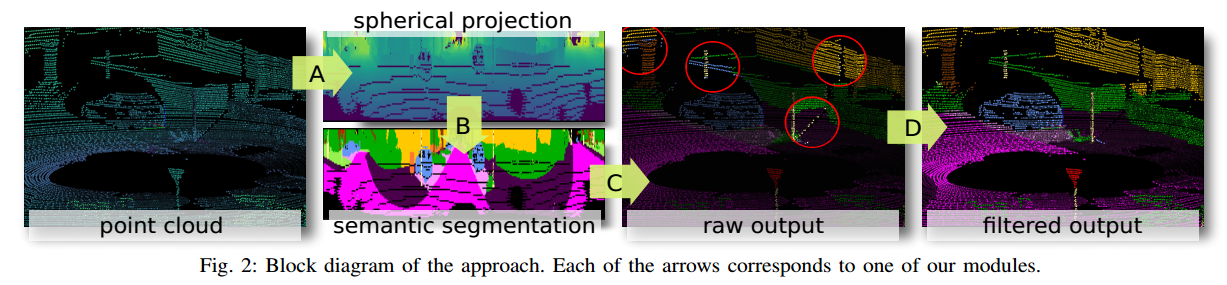 spherical projection
A
B
C
D
point cloud
semantic segmentation
raw output
filtered output
Fig. 2: Block diagram of the approach. Each of the arrows corresponds to one of our modules.